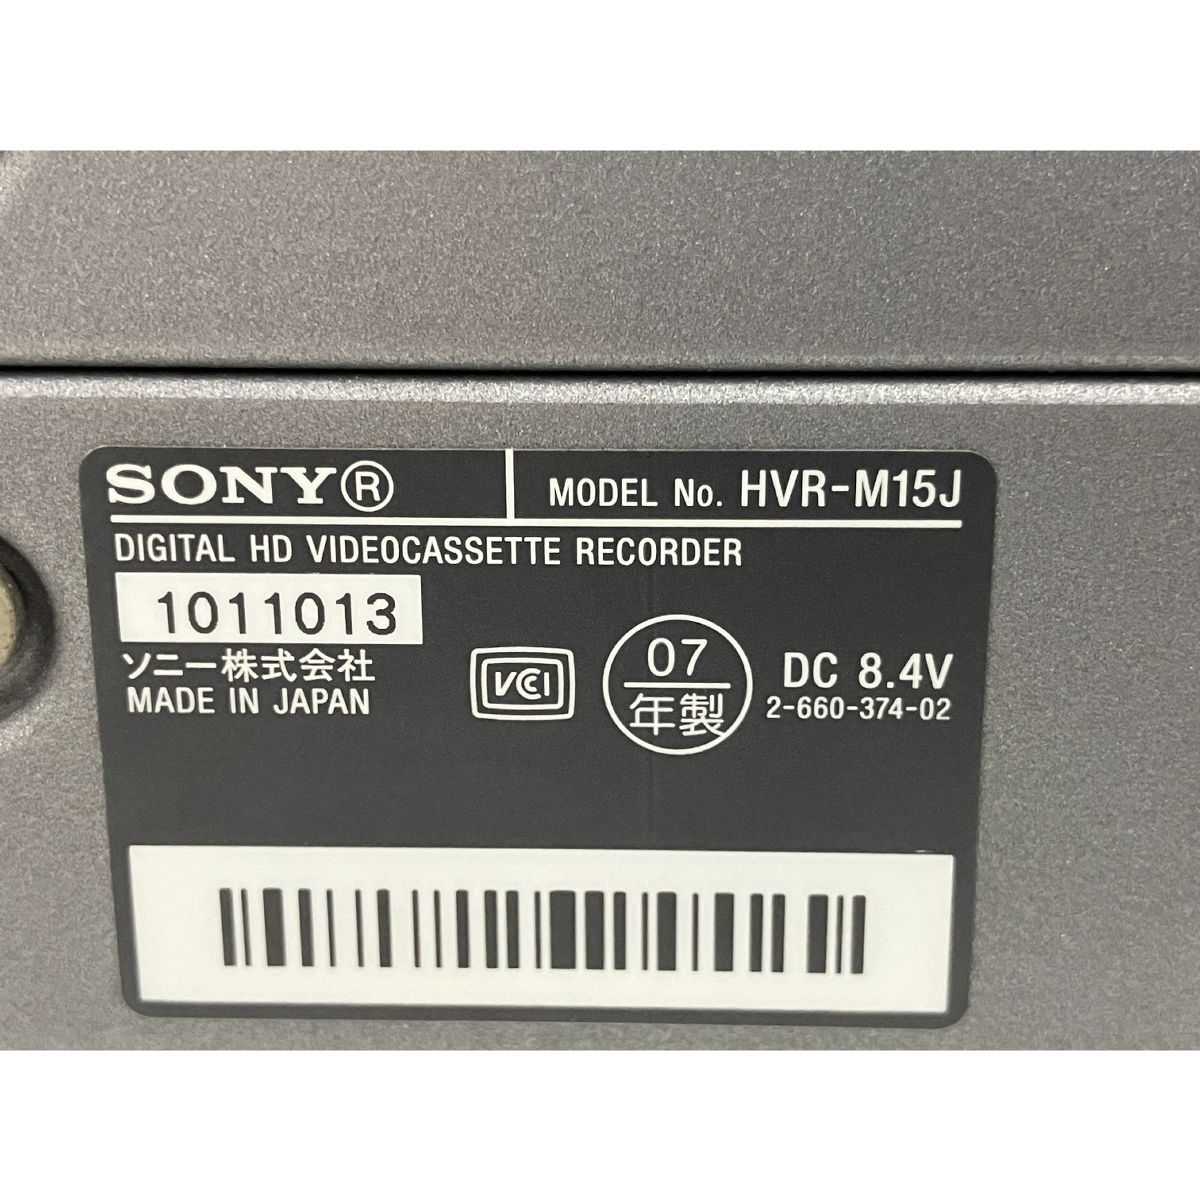 SONY®
MODEL No. HVR-M15J
DIGITAL HD VIDEOCASSETTE RECORDER
1011013
ソニー株式会社
MADE IN JAPAN
VCCI
07
年製
DC 8.4V
2-660-374-02